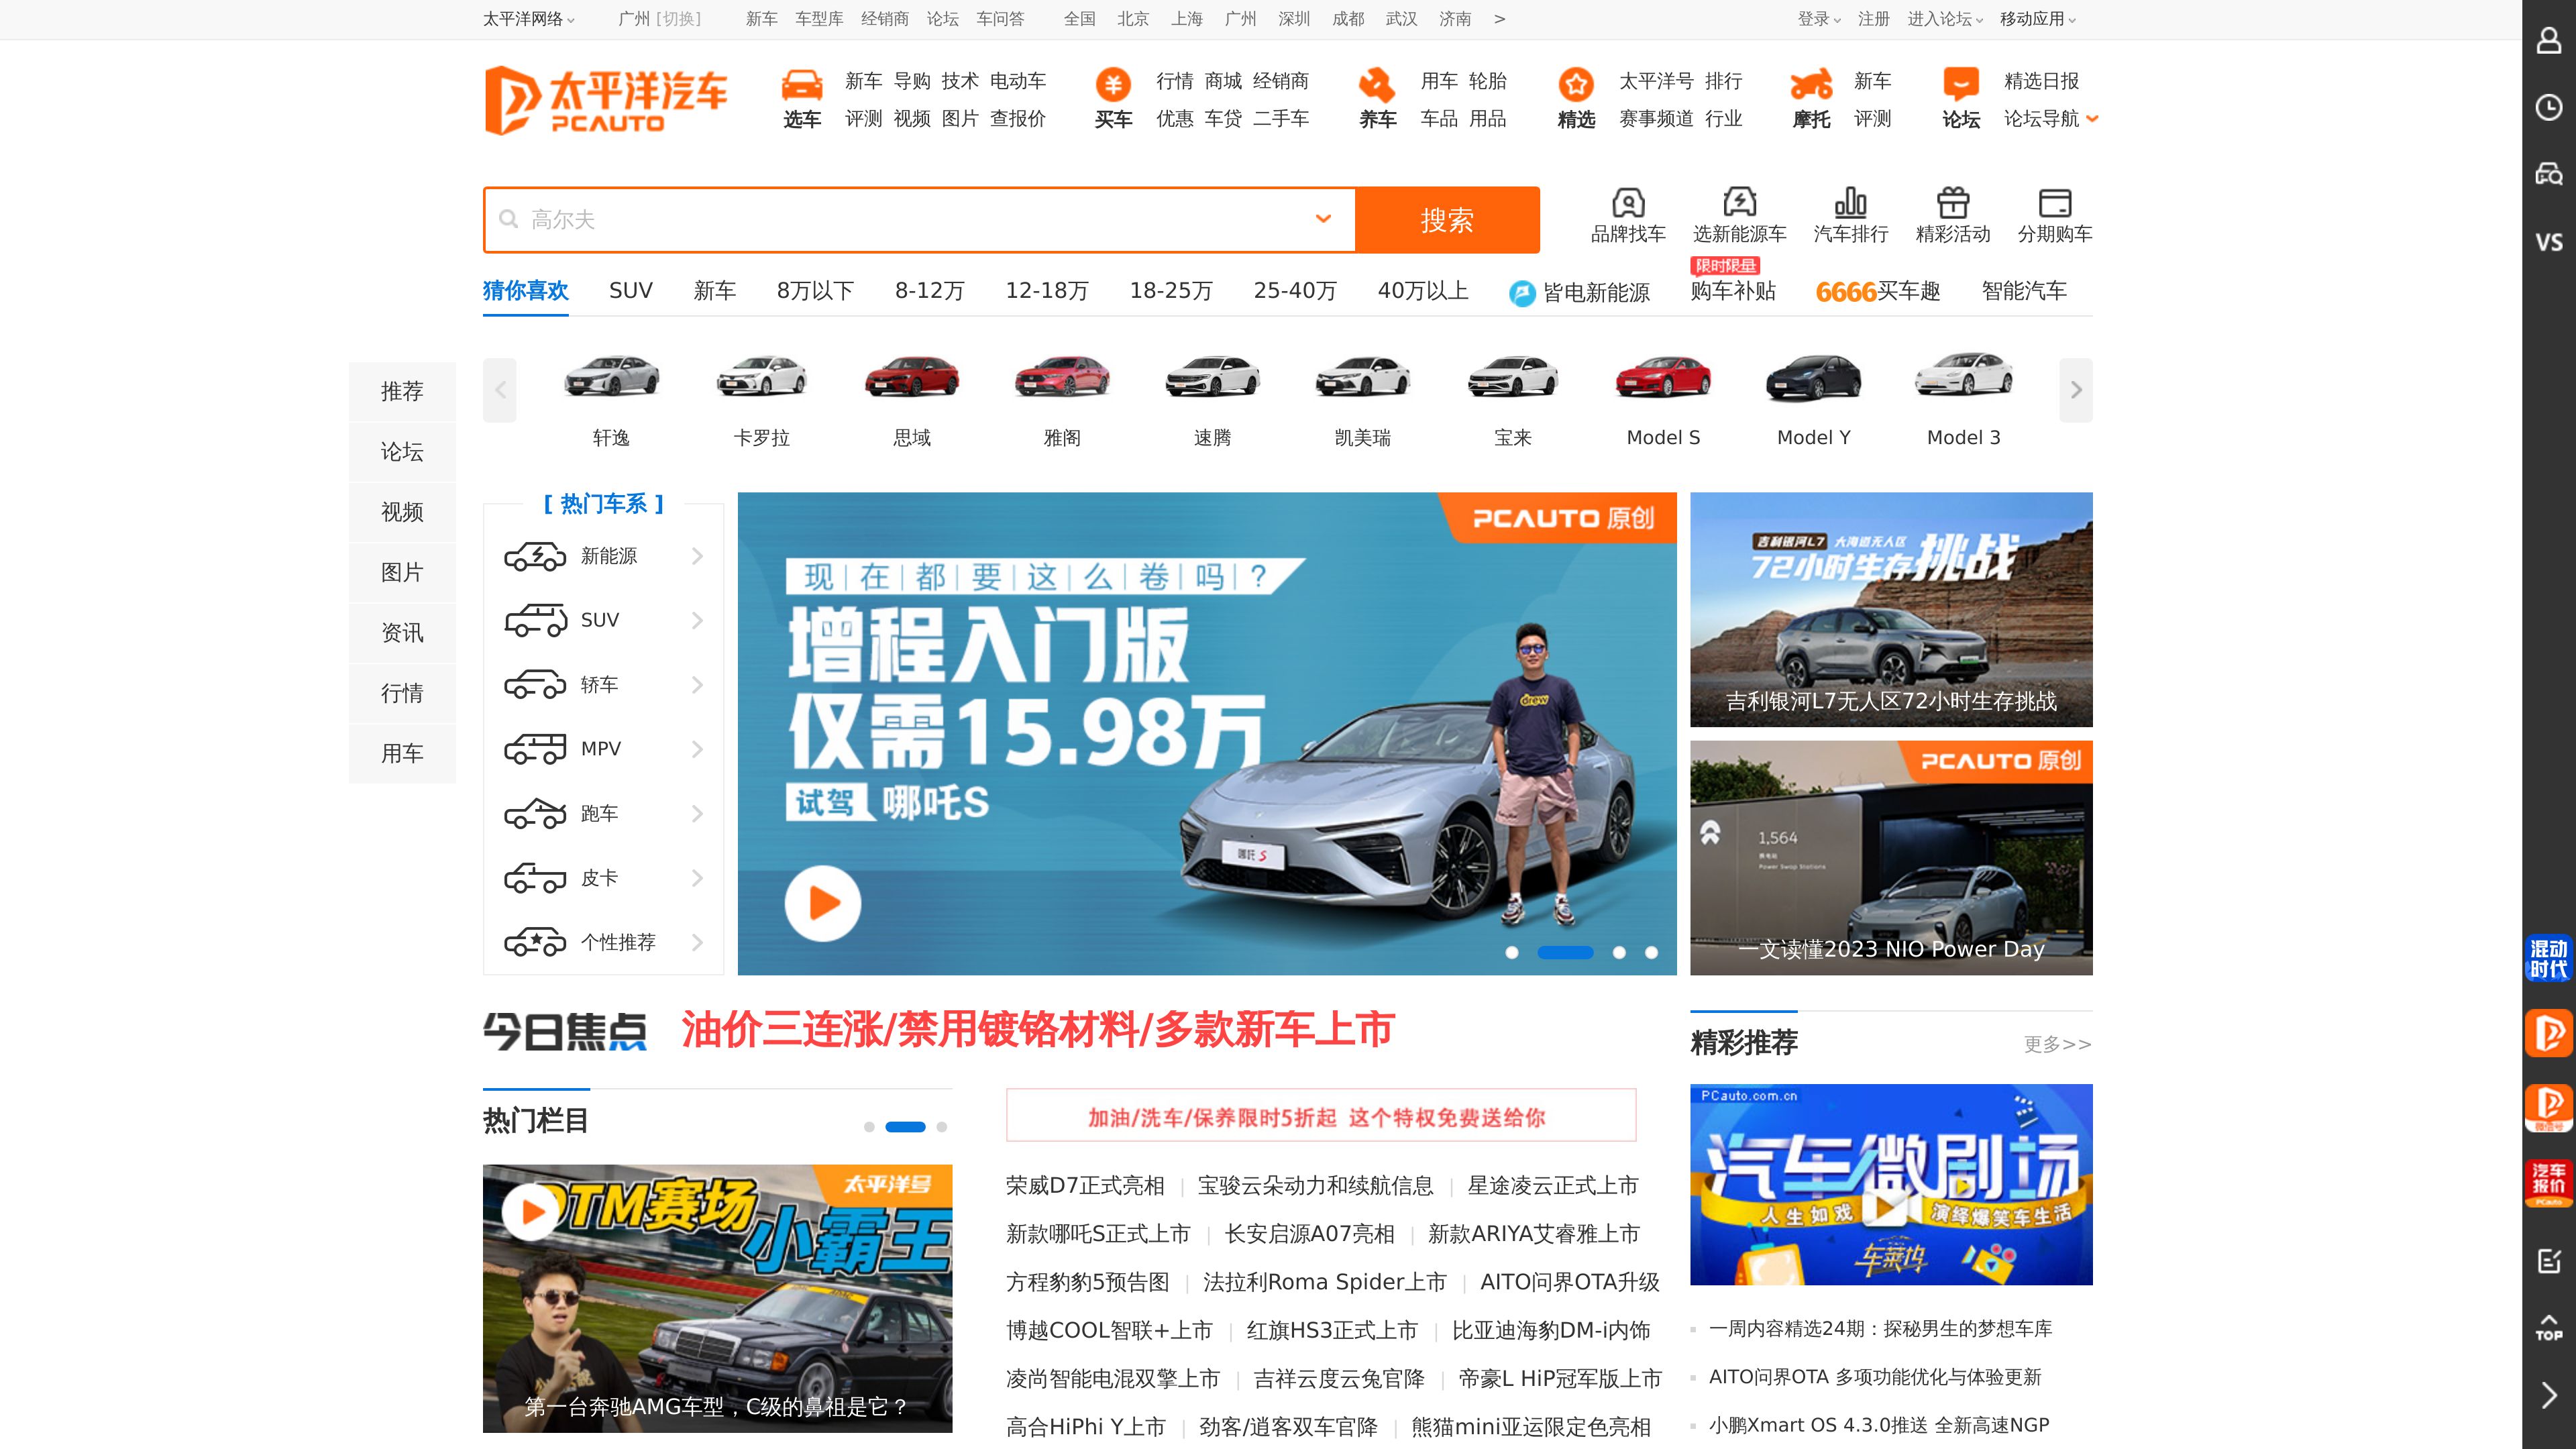 太平洋网络
广州 [切换]
新车 车型库 经销商 论坛 车问答
全国 北京 上海 广州 深圳 成都 武汉 济南 >
登录 注册 进入论坛 移动应用
太平洋汽车
PCAUTO
选车
新车 导购 技术 电动车
评测 视频 图片 查报价
买车
行情 商城 经销商
优惠 车贷 二手车
养车
用车 轮胎
车品 用品
精选
太平洋号 排行
赛事频道 行业
摩托
新车
评测
论坛
精选日报
论坛导航
高尔夫
搜索
品牌找车 选新能源车 汽车排行 精彩活动 分期购车
限时限量
猜你喜欢 SUV 新车 8万以下 8-12万 12-18万 18-25万 25-40万 40万以上 皆电新能源 购车补贴 6666买车趣 智能汽车
推荐
论坛
视频
图片
资讯
行情
用车
轩逸 卡罗拉 思域 雅阁 速腾 凯美瑞 宝来 Model S Model Y Model 3
[ 热门车系 ]
新能源
SUV
轿车
MPV
跑车
皮卡
个性推荐
PCAUTO 原创
现在都要这么卷吗？
增程入门版
仅需15.98万
试驾 哪吒S
drew
哪吒 S
吉利银河L7 大海道无人区
72小时生存挑战
吉利银河L7无人区72小时生存挑战
PCAUTO 原创
1,564
换电站
Power Swap Stations
一文读懂2023 NIO Power Day
今日焦点
油价三连涨/禁用镀铬材料/多款新车上市
热门栏目
太平洋号
DTM赛场
小霸王
第一台奔驰AMG车型，C级的鼻祖是它？
加油/洗车/保养限时5折起 这个特权免费送给你
荣威D7正式亮相 | 宝骏云朵动力和续航信息 | 星途凌云正式上市
新款哪吒S正式上市 | 长安启源A07亮相 | 新款ARIYA艾睿雅上市
方程豹豹5预告图 | 法拉利Roma Spider上市 | AITO问界OTA升级
博越COOL智联+上市 | 红旗HS3正式上市 | 比亚迪海豹DM-i内饰
凌尚智能电混双擎上市 | 吉祥云度云兔官降 | 帝豪L HiP冠军版上市
高合HiPhi Y上市 | 劲客/逍客双车官降 | 熊猫mini亚运限定色亮相
精彩推荐
更多>>
PCauto.com.cn
汽车微剧场
人生如戏 演绎爆笑车生活
车菜鸡
一周内容精选24期：探秘男生的梦想车库
AITO问界OTA 多项功能优化与体验更新
小鹏Xmart OS 4.3.0推送 全新高速NGP
VS
混动
时代
微信号
汽车
报价
PCauto
TOP